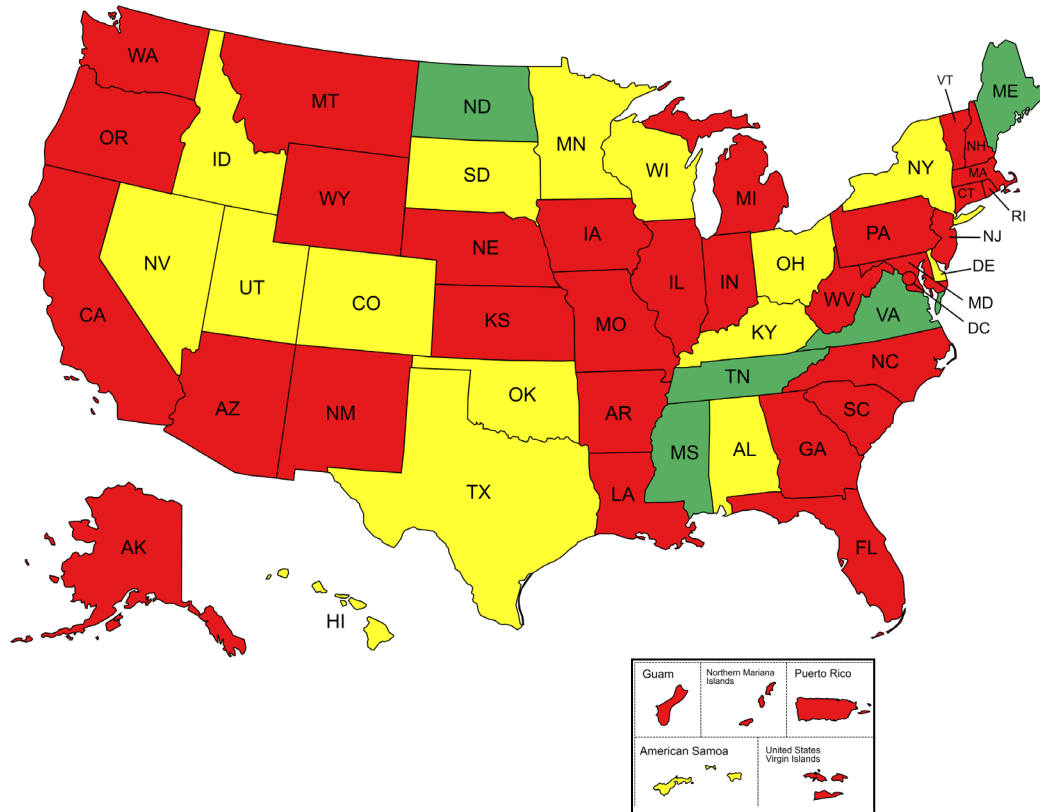 WA
MT
ND
MN
VT
ME
OR
ID
SD
WI
NY
NH
MA
CT
RI
WY
MI
NE
IA
PA
NJ
NV
UT
CO
IL
IN
OH
DE
CA
KS
MO
WV
MD
VA
DC
KY
NC
TN
OK
AZ
NM
AR
SC
MS
AL
GA
TX
LA
AK
FL
HI
Guam
Northern Mariana
Islands
Puerto Rico
American Samoa
United States
Virgin Islands